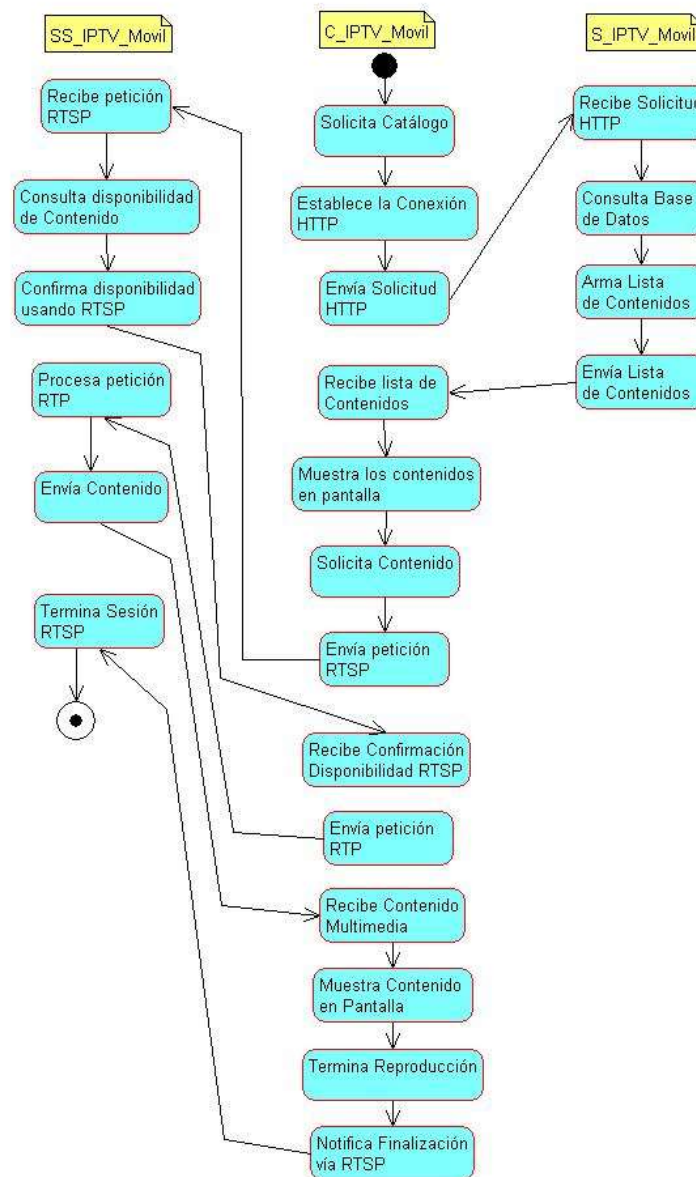 SS_IPTV_Movil
C_IPTV_Movil
S_IPTV_Movil
Recibe petición
RTSP
Consulta disponibilidad
de Contenido
Confirma disponibilidad
usando RTSP
Procesa petición
RTP
Envía Contenido
Termina Sesión
RTSP
Solicita Catálogo
Establece la Conexión
HTTP
Envía Solicitud
HTTP
Recibe lista de
Contenidos
Muestra los contenidos
en pantalla
Solicita Contenido
Envía petición
RTSP
Recibe Confirmación
Disponibilidad RTSP
Envía petición
RTP
Recibe Contenido
Multimedia
Muestra Contenido
en Pantalla
Termina Reproducción
Notifica Finalización
vía RTSP
Recibe Solicitud
HTTP
Consulta Base
de Datos
Arma Lista
de Contenidos
Envía Lista
de Contenidos